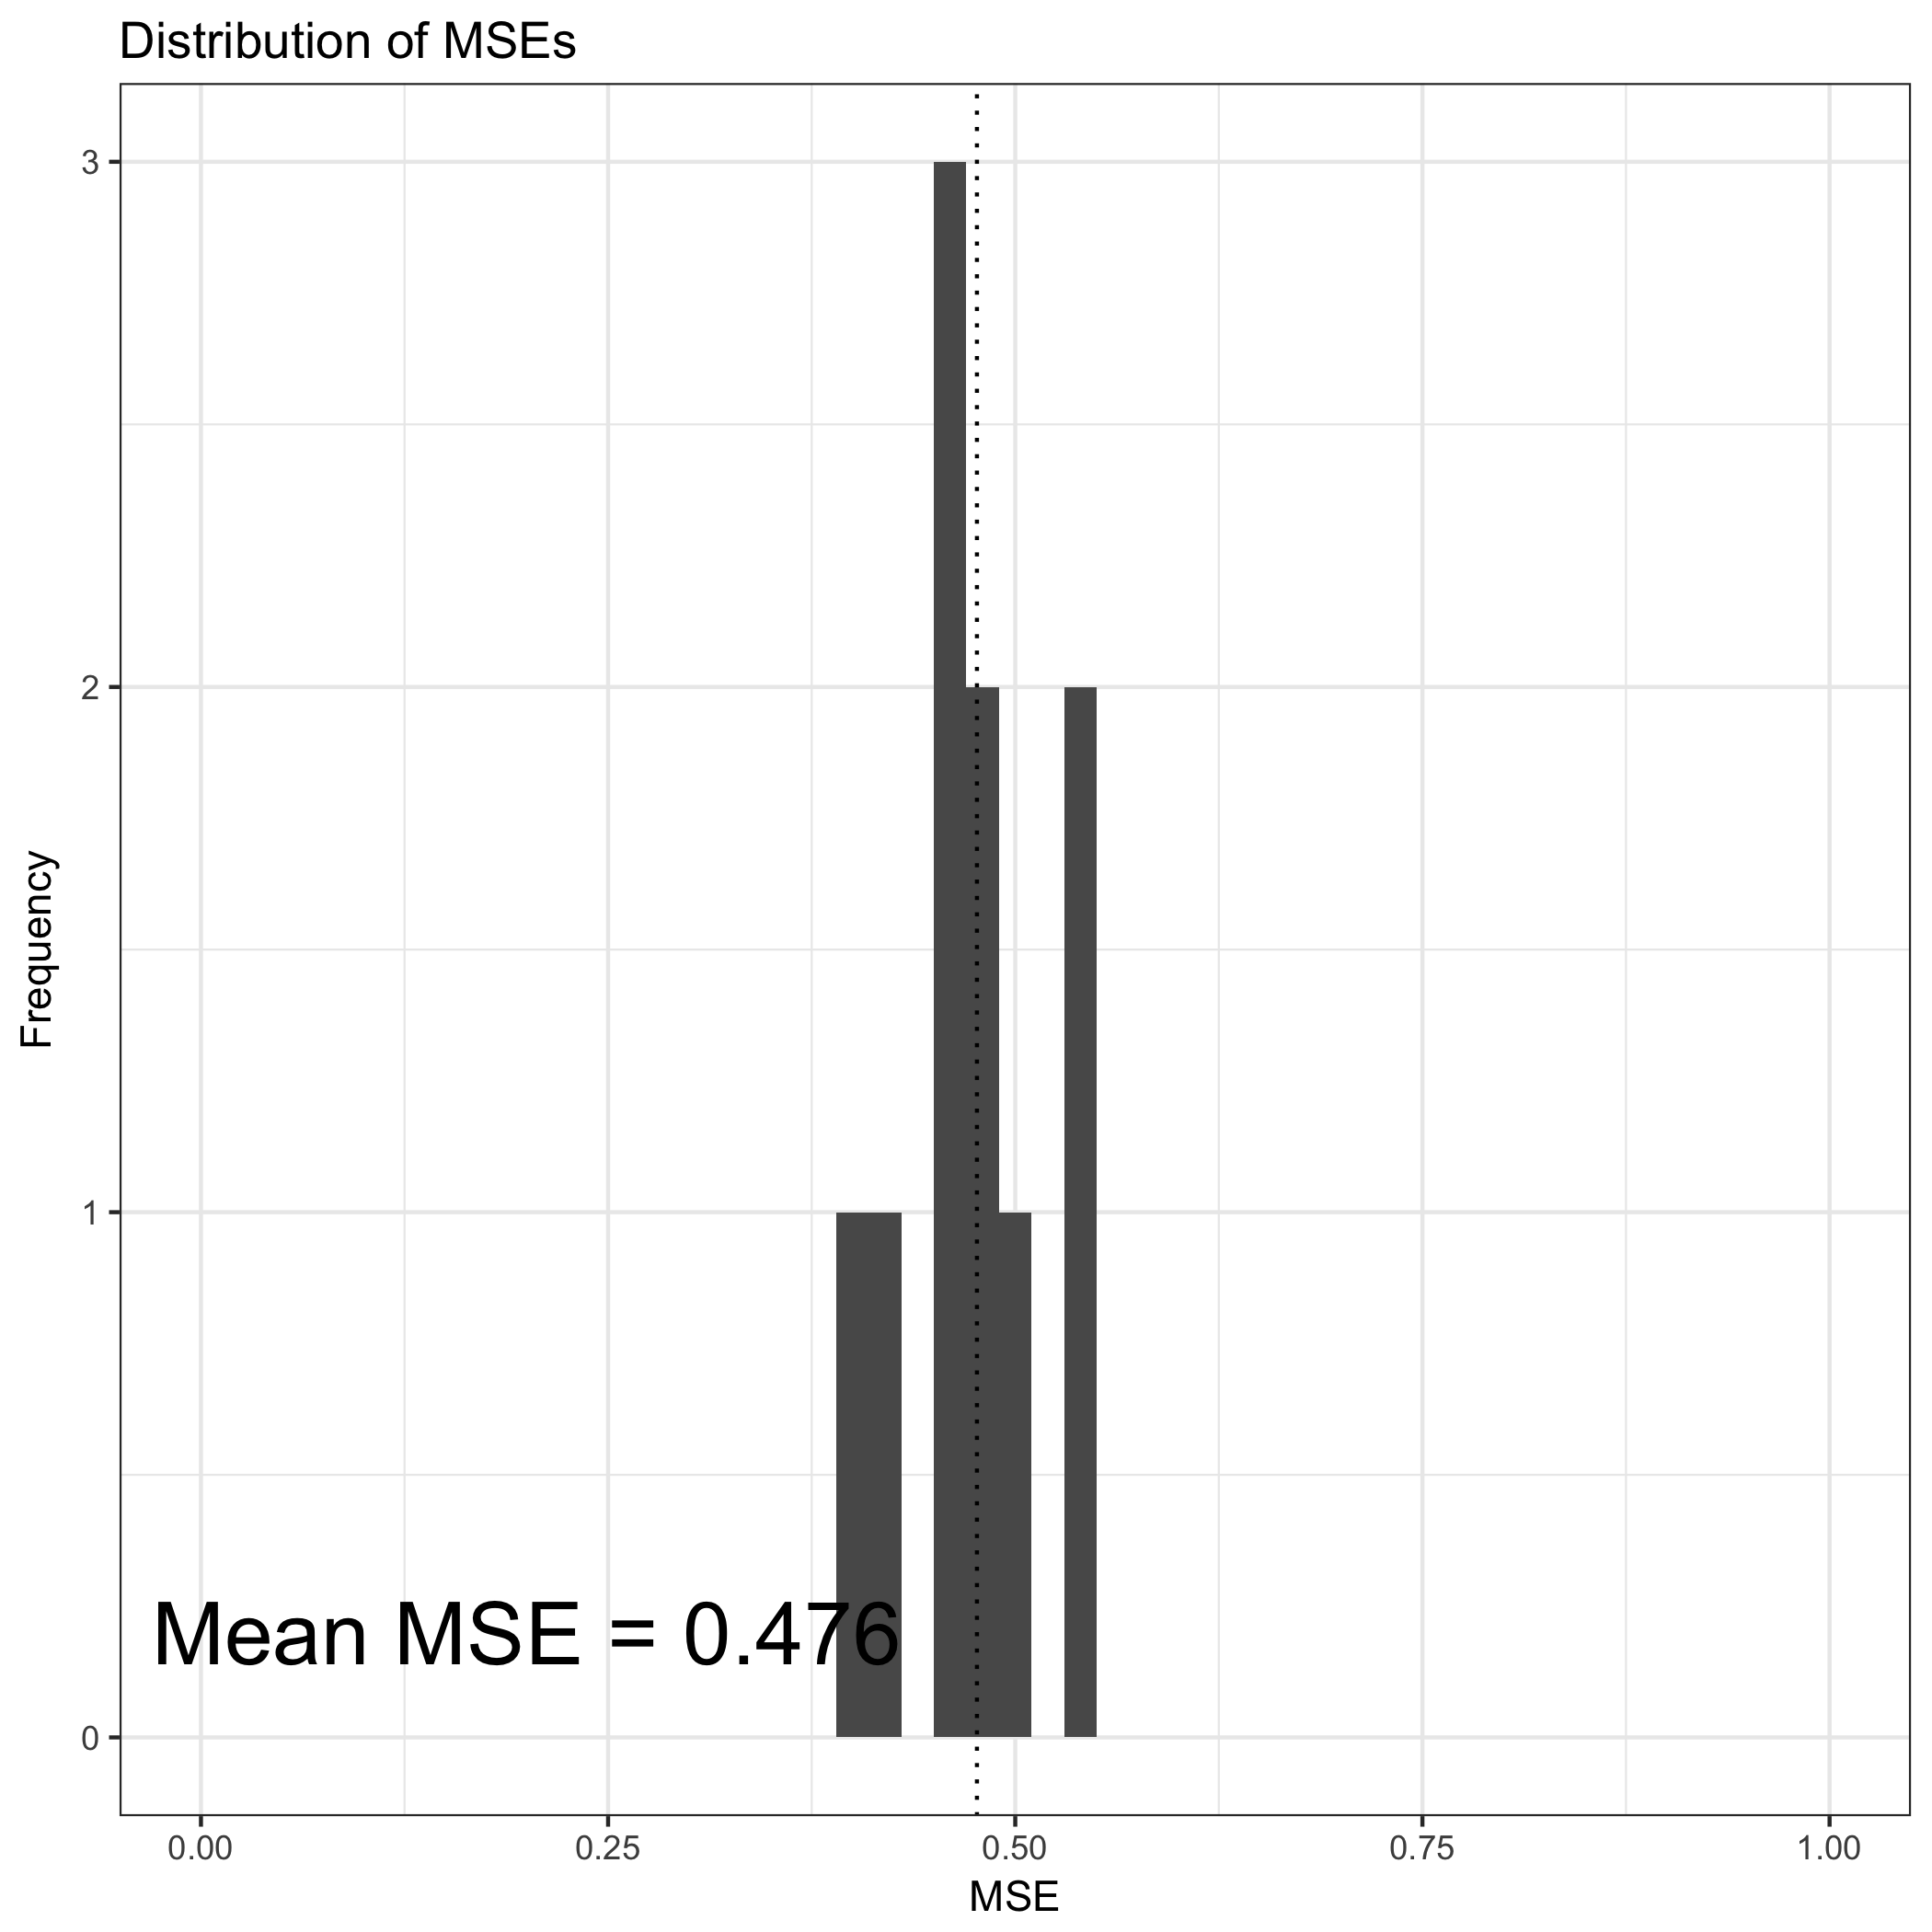 Distribution of MSEs
3
2
1
0
Frequency
Mean MSE = 0.476
0.00 0.25 0.50 0.75 1.00
MSE